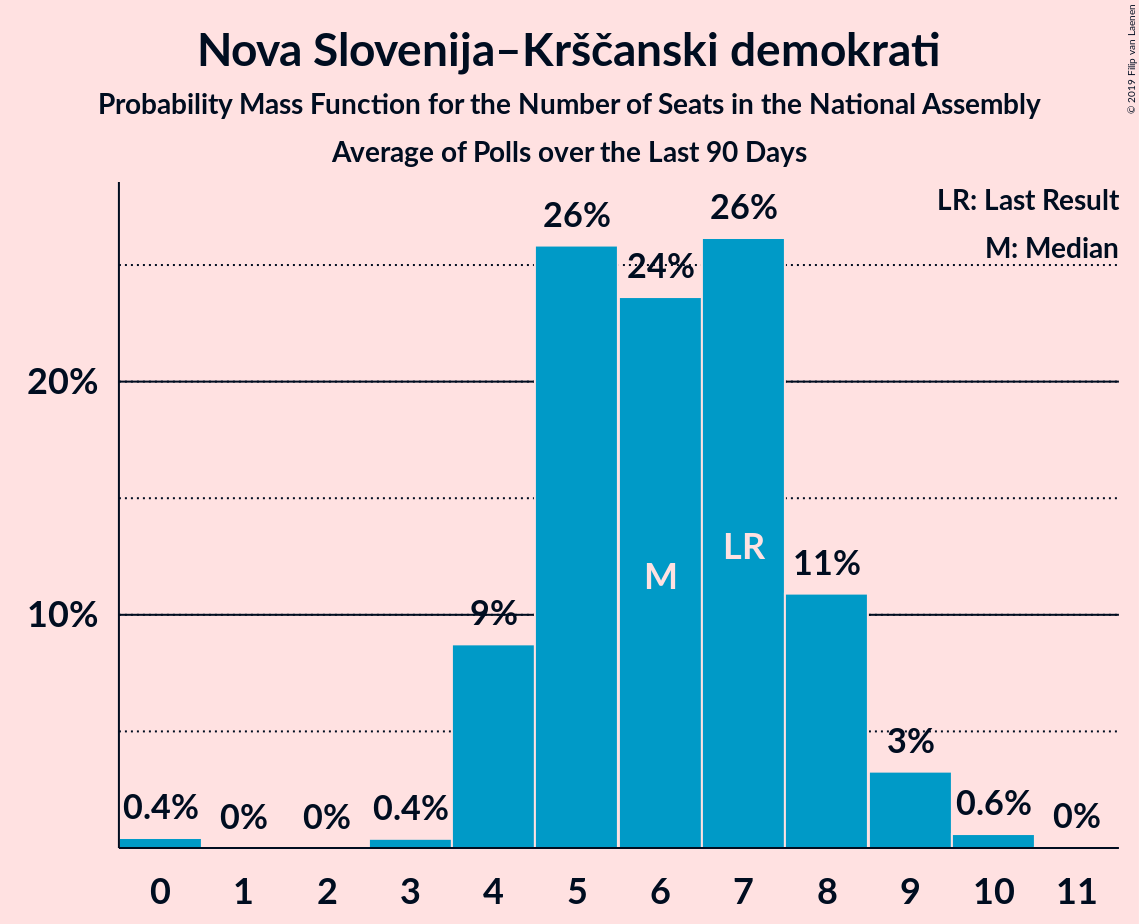 Nova Slovenija–Krščanski demokrati
Probability Mass Function for the Number of Seats in the National Assembly
Average of Polls over the Last 90 Days
© 2019 Filip van Laenen
LR: Last Result
M: Median
26%
24%
26%
20%
LR
M
11%
10%
9%
3%
0.4%
0%
0%
0.4%
0.6%
0%
0 1 2 3 4 5 6 7 8 9 10 11